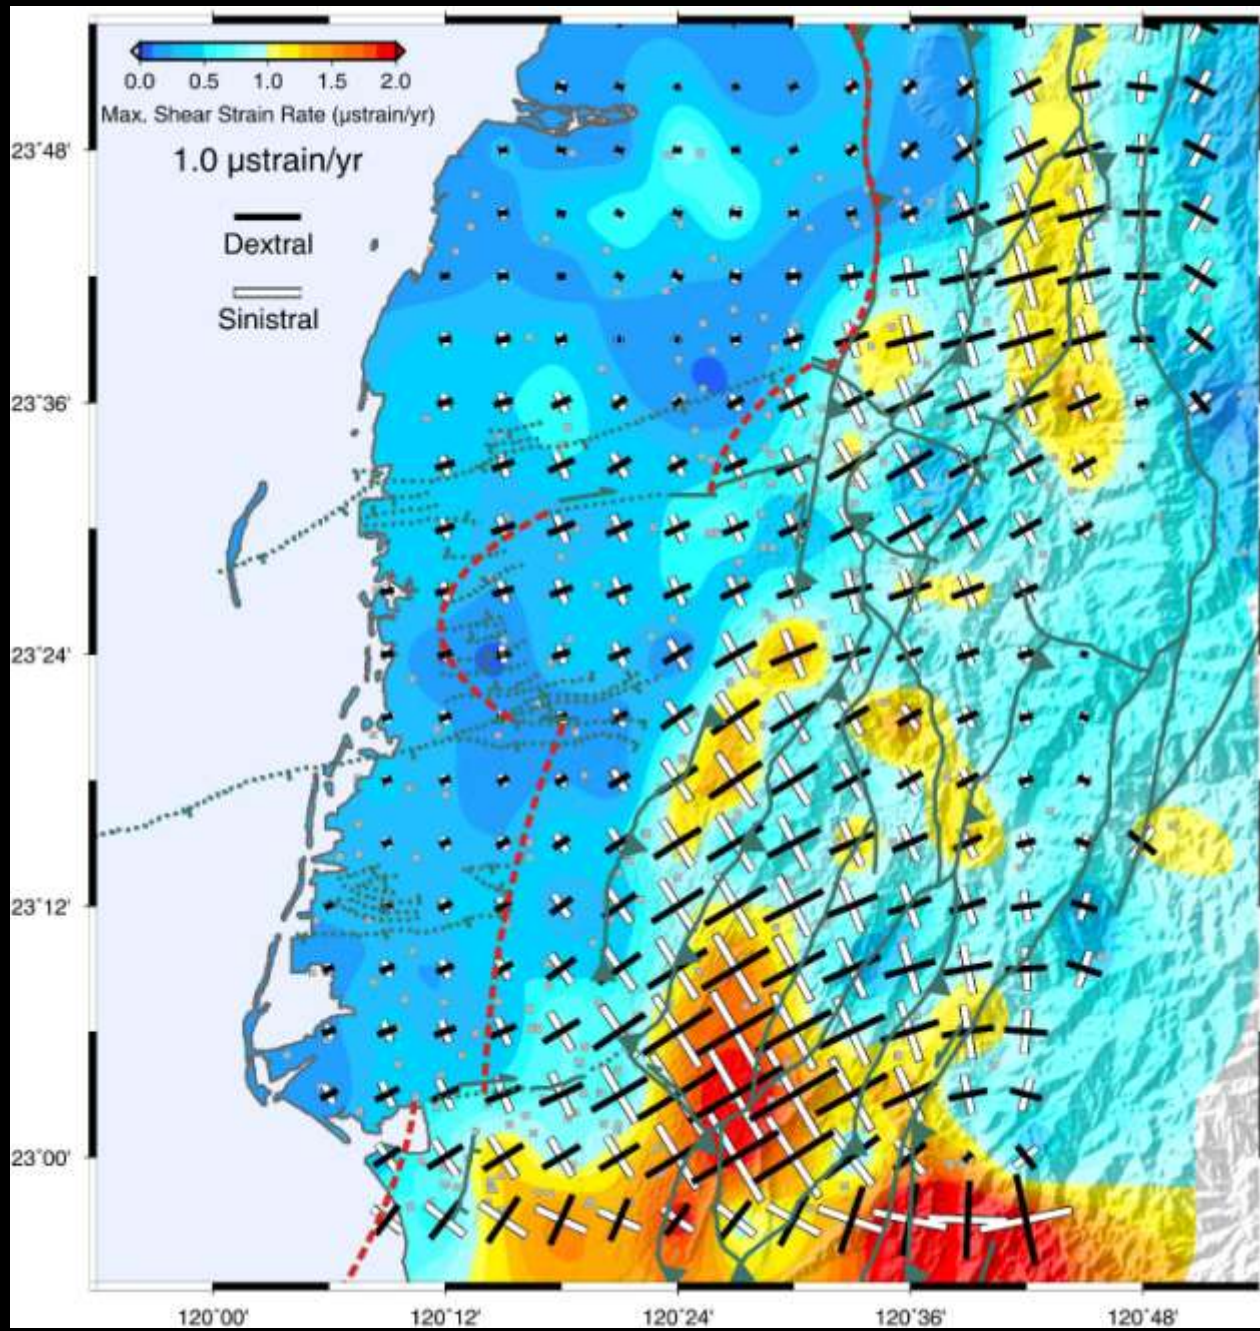 0.0 0.5 1.0 1.5 2.0
Max. Shear Strain Rate (μstrain/yr)
1.0 μstrain/yr
Dextral
Sinistral
23˚48'
23˚36'
23˚24'
23˚12'
23˚00'
120˚00' 120˚12' 120˚24' 120˚36' 120˚48'